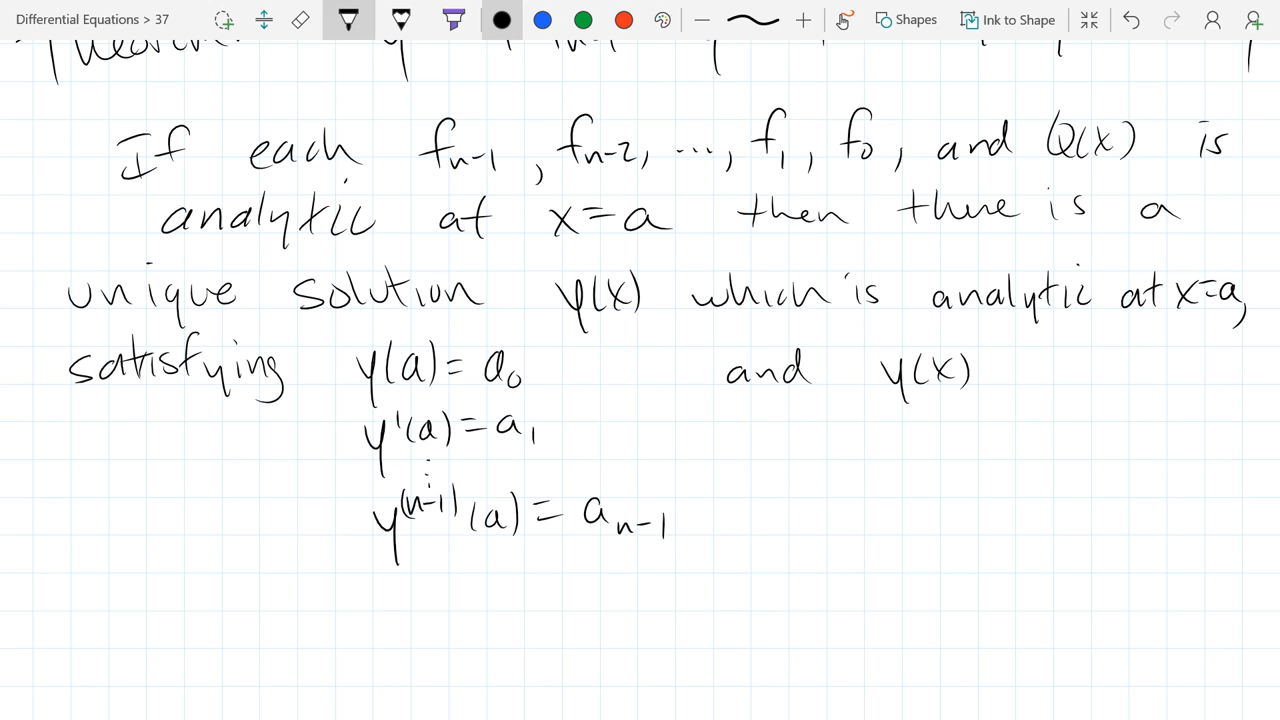 Differential Equations > 37
Shapes
Ink to Shape
Theorem:
If each fn-1, fn-2, ..., f1, f0, and Q(x) is
analytic at x=a then there is a
unique solution y(x) which is analytic at x=a,
satisfying y(a) = a0 and y(x)
y'(a) = a1
⋮
y(n-1)(a) = an-1